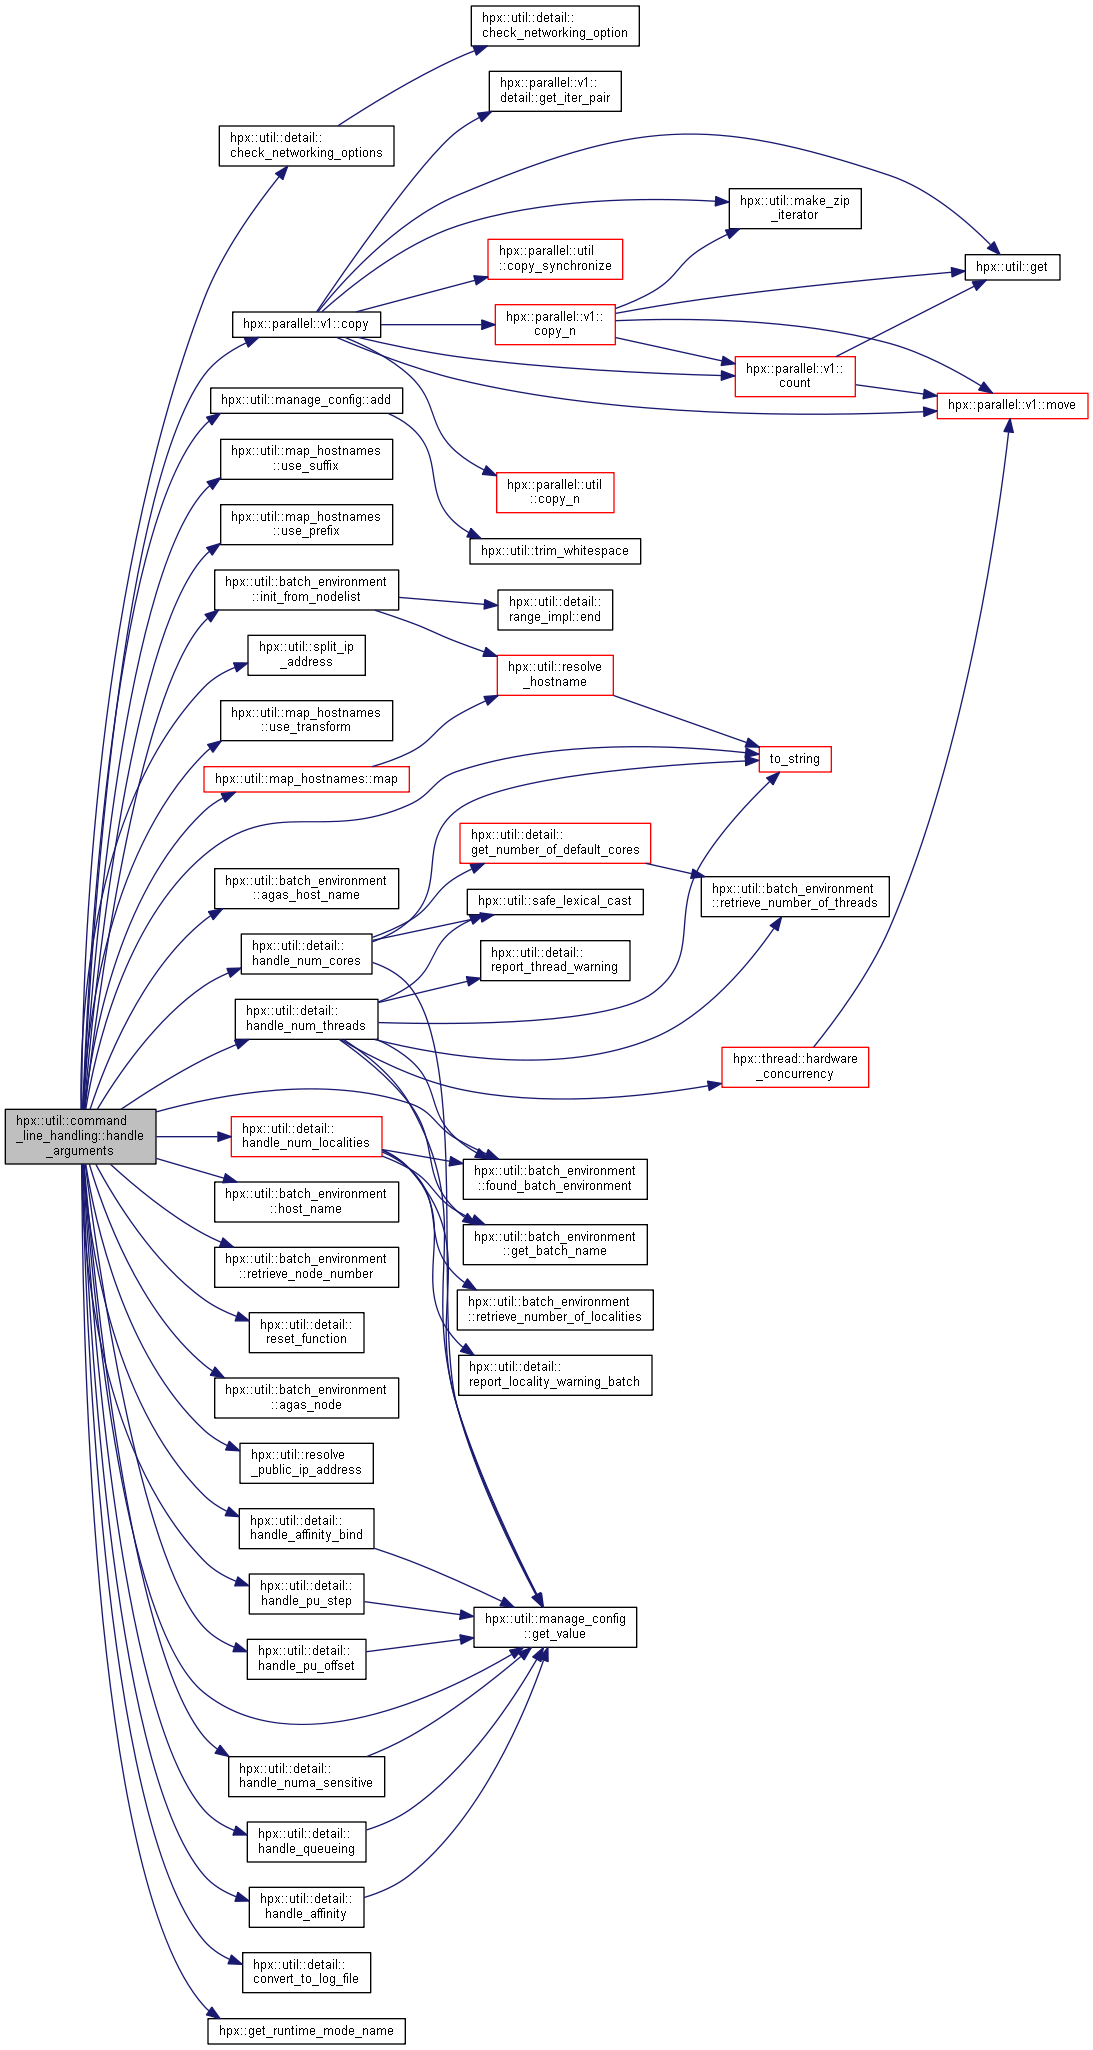 hpx::util::detail::
check_networking_option
hpx::parallel::v1::
detail::get_iter_pair
hpx::util::detail::
check_networking_options
hpx::util::make_zip
_iterator
hpx::parallel::util
::copy_synchronize
hpx::util::get
hpx::parallel::v1::copy
hpx::parallel::v1::
copy_n
hpx::parallel::v1::
count
hpx::util::manage_config::add
hpx::parallel::v1::move
hpx::util::map_hostnames
::use_suffix
hpx::parallel::util
::copy_n
hpx::util::map_hostnames
::use_prefix
hpx::util::trim_whitespace
hpx::util::batch_environment
::init_from_nodelist
hpx::util::detail::
range_impl::end
hpx::util::split_ip
_address
hpx::util::resolve
_hostname
hpx::util::map_hostnames
::use_transform
hpx::util::map_hostnames::map
to_string
hpx::util::detail::
get_number_of_default_cores
hpx::util::batch_environment
::agas_host_name
hpx::util::safe_lexical_cast
hpx::util::batch_environment
::retrieve_number_of_threads
hpx::util::detail::
handle_num_cores
hpx::util::detail::
report_thread_warning
hpx::util::detail::
handle_num_threads
hpx::thread::hardware
_concurrency
hpx::util::command
_line_handling::handle
_arguments
hpx::util::detail::
handle_num_localities
hpx::util::batch_environment
::found_batch_environment
hpx::util::batch_environment
::host_name
hpx::util::batch_environment
::get_batch_name
hpx::util::batch_environment
::retrieve_node_number
hpx::util::batch_environment
::retrieve_number_of_localities
hpx::util::detail::
reset_function
hpx::util::detail::
report_locality_warning_batch
hpx::util::batch_environment
::agas_node
hpx::util::resolve
_public_ip_address
hpx::util::detail::
handle_affinity_bind
hpx::util::detail::
handle_pu_step
hpx::util::manage_config
::get_value
hpx::util::detail::
handle_pu_offset
hpx::util::detail::
handle_numa_sensitive
hpx::util::detail::
handle_queueing
hpx::util::detail::
handle_affinity
hpx::util::detail::
convert_to_log_file
hpx::get_runtime_mode_name